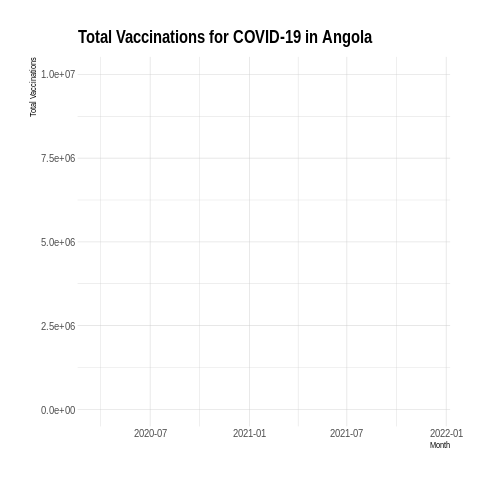 Total Vaccinations for COVID-19 in Angola
Total Vaccinations
1.0e+07
7.5e+06
5.0e+06
2.5e+06
0.0e+00
2020-07 2021-01 2021-07 2022-01
Month